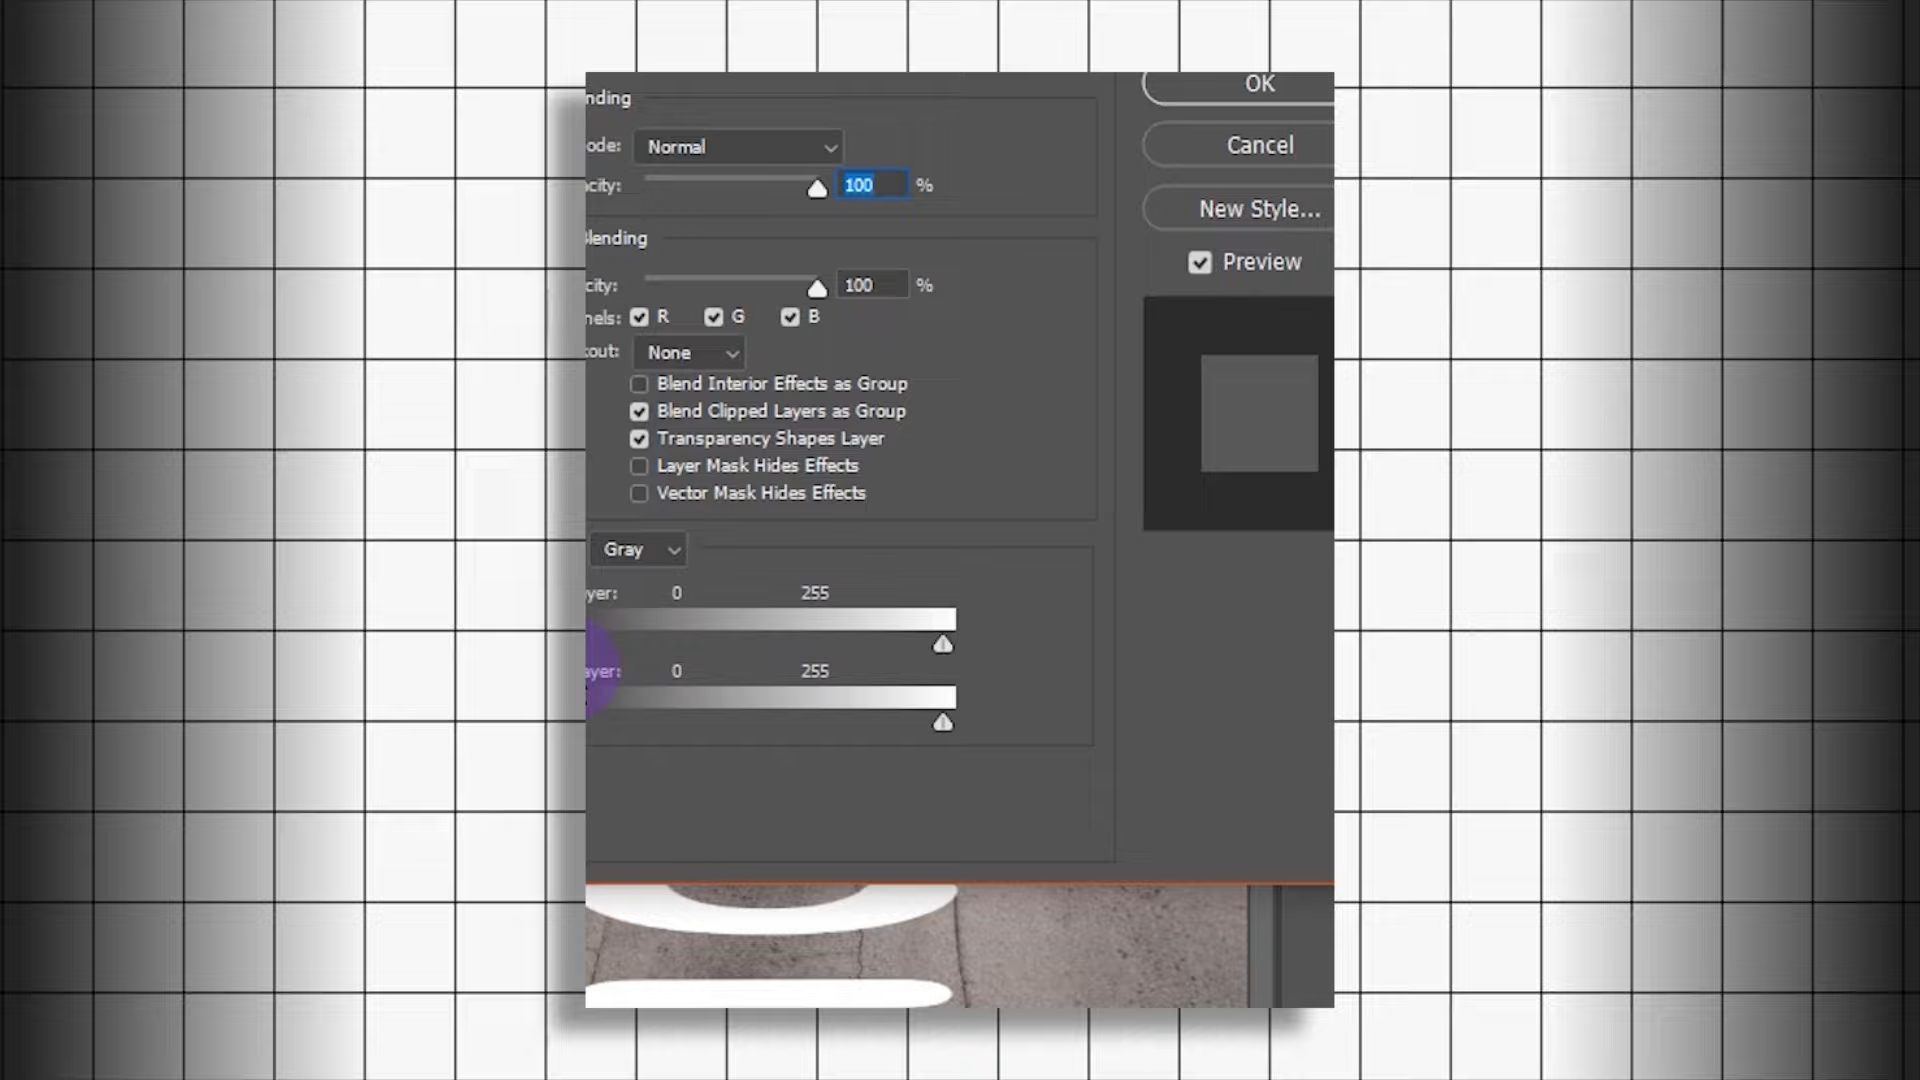 nding
OK
ode: Normal
Cancel
city: 100 %
New Style...
lending
Preview
city: 100 %
nels: R G B
out: None
Blend Interior Effects as Group
Blend Clipped Layers as Group
Transparency Shapes Layer
Layer Mask Hides Effects
Vector Mask Hides Effects
Gray
yer: 0 255
ayer: 0 255